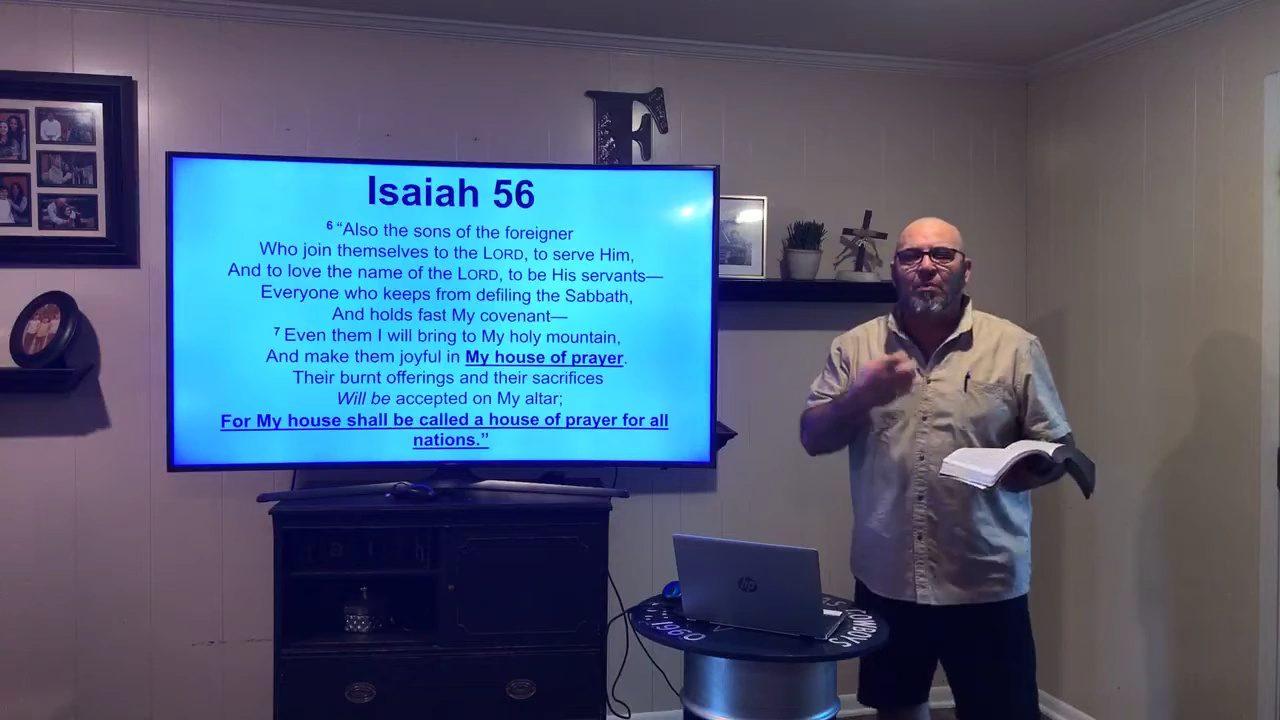 F
Isaiah 56
6 “Also the sons of the foreigner
Who join themselves to the LORD, to serve Him,
And to love the name of the LORD, to be His servants—
Everyone who keeps from defiling the Sabbath,
And holds fast My covenant—
7 Even them I will bring to My holy mountain,
And make them joyful in My house of prayer.
Their burnt offerings and their sacrifices
Will be accepted on My altar;
For My house shall be called a house of prayer for all
nations.”
hp
1960
COWBOYS